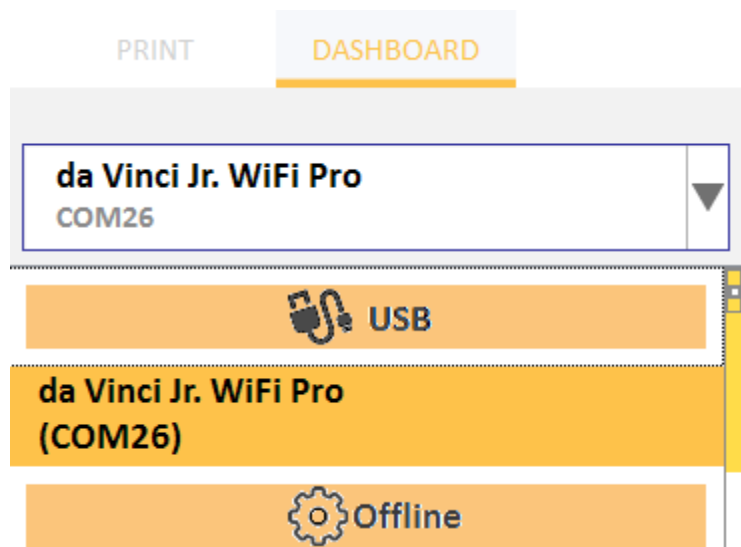 PRINT DASHBOARD
da Vinci Jr. WiFi Pro
COM26
USB
da Vinci Jr. WiFi Pro
(COM26)
Offline